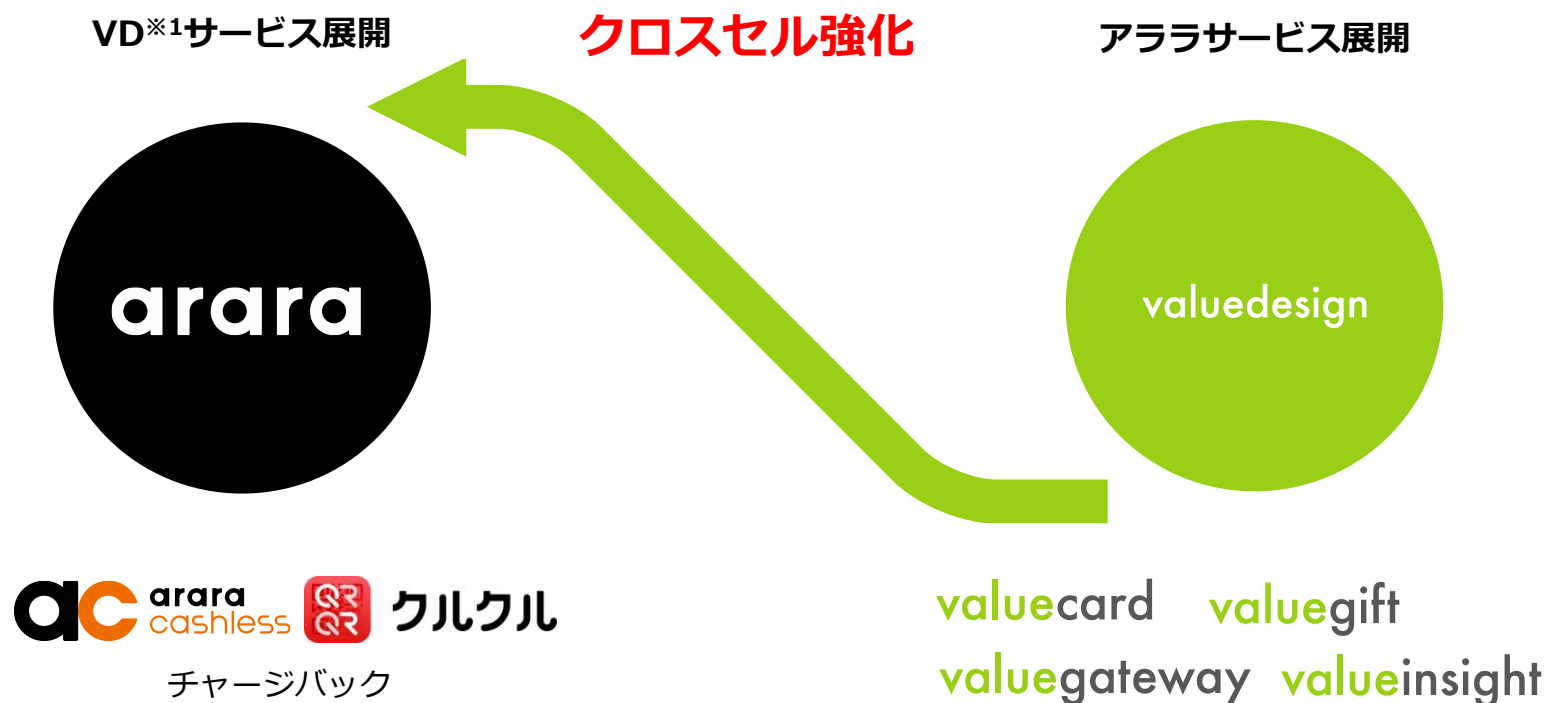 VD※1サービス展開
クロスセル強化
アララサービス展開
arara
valuedesign
ac arara cashless
QRQR クルクル
チャージバック
valuecard
valuegift
valuegateway
valueinsight